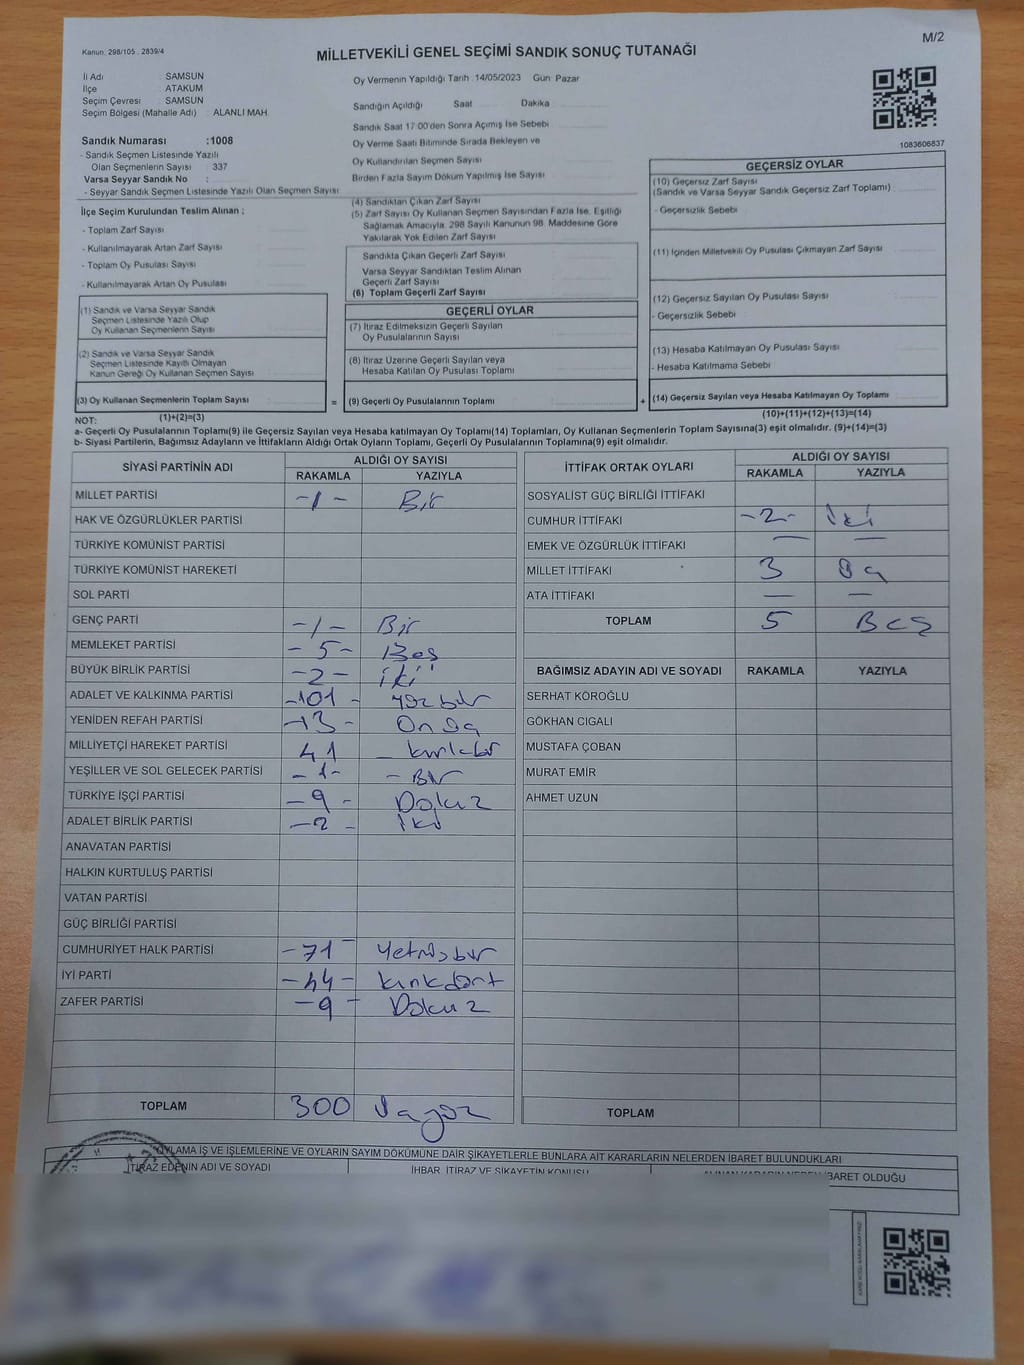 Kanun: 298/105 , 2839/4
M/2
MİLLETVEKİLİ GENEL SEÇİMİ SANDIK SONUÇ TUTANAĞI
İl Adı : SAMSUN
İlçe : ATAKUM
Seçim Çevresi : SAMSUN
Seçim Bölgesi (Mahalle Adı) : ALANLI MAH.
Sandık Numarası :1008
- Sandık Seçmen Listesinde Yazılı
Olan Seçmenlerin Sayısı : 337
Varsa Seyyar Sandık No :
- Seyyar Sandık Seçmen Listesinde Yazılı Olan Seçmen Sayısı
Oy Vermenin Yapıldığı Tarih :14/05/2023 Gün: Pazar
Sandığın Açıldığı Saat Dakika
Sandık Saat 17:00'den Sonra Açımış İse Sebebi
Oy Verme Saati Bitiminde Sırada Bekleyen ve
Oy Kullandırılan Seçmen Sayısı
Birden Fazla Sayım Döküm Yapılmış İse Sayısı
1083606837
İlçe Seçim Kurulundan Teslim Alınan ;
- Toplam Zarf Sayısı
- Kullanılmayarak Artan Zarf Sayısı
- Toplam Oy Pusulası Sayısı
- Kullanılmayarak Artan Oy Pusulası
(4) Sandıktan Çıkan Zarf Sayısı
(5) Zarf Sayısı Oy Kullanan Seçmen Sayısından Fazla İse, Eşitliği
Sağlamak Amacıyla, 298 Sayılı Kanunun 98. Maddesine Göre
Yakılarak Yok Edilen Zarf Sayısı
Sandıkta Çıkan Geçerli Zarf Sayısı
Varsa Seyyar Sandıktan Teslim Alınan
Geçerli Zarf Sayısı
(6) Toplam Geçerli Zarf Sayısı
GEÇERSİZ OYLAR
(10) Geçersiz Zarf Sayısı
(Sandık ve Varsa Seyyar Sandık Geçersiz Zarf Toplamı)
- Geçersizlik Sebebi
(11) İçinden Milletvekili Oy Pusulası Çıkmayan Zarf Sayısı
(12) Geçersiz Sayılan Oy Pusulası Sayısı
- Geçersizlik Sebebi
(13) Hesaba Katılmayan Oy Pusulası Sayısı
- Hesaba Katılmama Sebebi
(1) Sandık ve Varsa Seyyar Sandık
Seçmen Listesinde Yazılı Olup
Oy Kullanan Seçmenlerin Sayısı
(2) Sandık ve Varsa Seyyar Sandık
Seçmen Listesinde Kayıtlı Olmayan
Kanun Gereği Oy Kullanan Seçmen Sayısı
GEÇERLİ OYLAR
(7) İtiraz Edilmeksizin Geçerli Sayılan
Oy Pusulalarının Sayısı
(8) İtiraz Üzerine Geçerli Sayılan veya
Hesaba Katılan Oy Pusulası Toplamı
(3) Oy Kullanan Seçmenlerin Toplam Sayısı = (9) Geçerli Oy Pusulalarının Toplamı + (14) Geçersiz Sayılan veya Hesaba Katılmayan Oy Toplamı
NOT: (1)+(2)=(3) (10)+(11)+(12)+(13)=(14)
a- Geçerli Oy Pusulalarının Toplamı(9) ile Geçersiz Sayılan veya Hesaba katılmayan Oy Toplamı(14) Toplamları, Oy Kullanan Seçmenlerin Toplam Sayısına(3) eşit olmalıdır. (9)+(14)=(3)
b- Siyasi Partilerin, Bağımsız Adayların ve İttifakların Aldığı Ortak Oyların Toplamı, Geçerli Oy Pusulalarının Toplamına(9) eşit olmalıdır.
SİYASİ PARTİNİN ADI ALDIĞI OY SAYISI
RAKAMLA YAZIYLA
MİLLET PARTİSİ -1- Bir
HAK VE ÖZGÜRLÜKLER PARTİSİ
TÜRKİYE KOMÜNİST PARTİSİ
TÜRKİYE KOMÜNİST HAREKETİ
SOL PARTİ
GENÇ PARTİ -1- Bir
MEMLEKET PARTİSİ -5- Beş
BÜYÜK BİRLİK PARTİSİ -2- iki
ADALET VE KALKINMA PARTİSİ -101- yüzbir
YENİDEN REFAH PARTİSİ -13- Onüç
MİLLİYETÇİ HAREKET PARTİSİ 41 kırkbir
YEŞİLLER VE SOL GELECEK PARTİSİ -1- - Bir
TÜRKİYE İŞÇİ PARTİSİ -9- Dokuz
ADALET BİRLİK PARTİSİ -2- iki
ANAVATAN PARTİSİ
HALKIN KURTULUŞ PARTİSİ
VATAN PARTİSİ
GÜÇ BİRLİĞİ PARTİSİ
CUMHURİYET HALK PARTİSİ -71- Yetmişbir
İYİ PARTİ -44- kırkdört
ZAFER PARTİSİ -9- Dokuz
TOPLAM 300 Üçyüz
İTTİFAK ORTAK OYLARI ALDIĞI OY SAYISI
RAKAMLA YAZIYLA
SOSYALİST GÜÇ BİRLİĞİ İTTİFAKI
CUMHUR İTTİFAKI -2- İki
EMEK VE ÖZGÜRLÜK İTTİFAKI — —
MİLLET İTTİFAKI 3 Üç
ATA İTTİFAKI — —
TOPLAM 5 Beş
BAĞIMSIZ ADAYIN ADI VE SOYADI RAKAMLA YAZIYLA
SERHAT KÖROĞLU
GÖKHAN CIGALI
MUSTAFA ÇOBAN
MURAT EMİR
AHMET UZUN
TOPLAM
OYLAMA İŞ VE İŞLEMLERİNE VE OYLARIN SAYIM DÖKÜMÜNE DAİR ŞİKAYETLERLE BUNLARA AİT KARARLARIN NELERDEN İBARET BULUNDUKLARI
İTİRAZ EDENİN ADI VE SOYADI İHBAR, İTİRAZ VE ŞİKAYETİN KONUSU ALINAN KARARIN NEDEN İBARET OLDUĞU